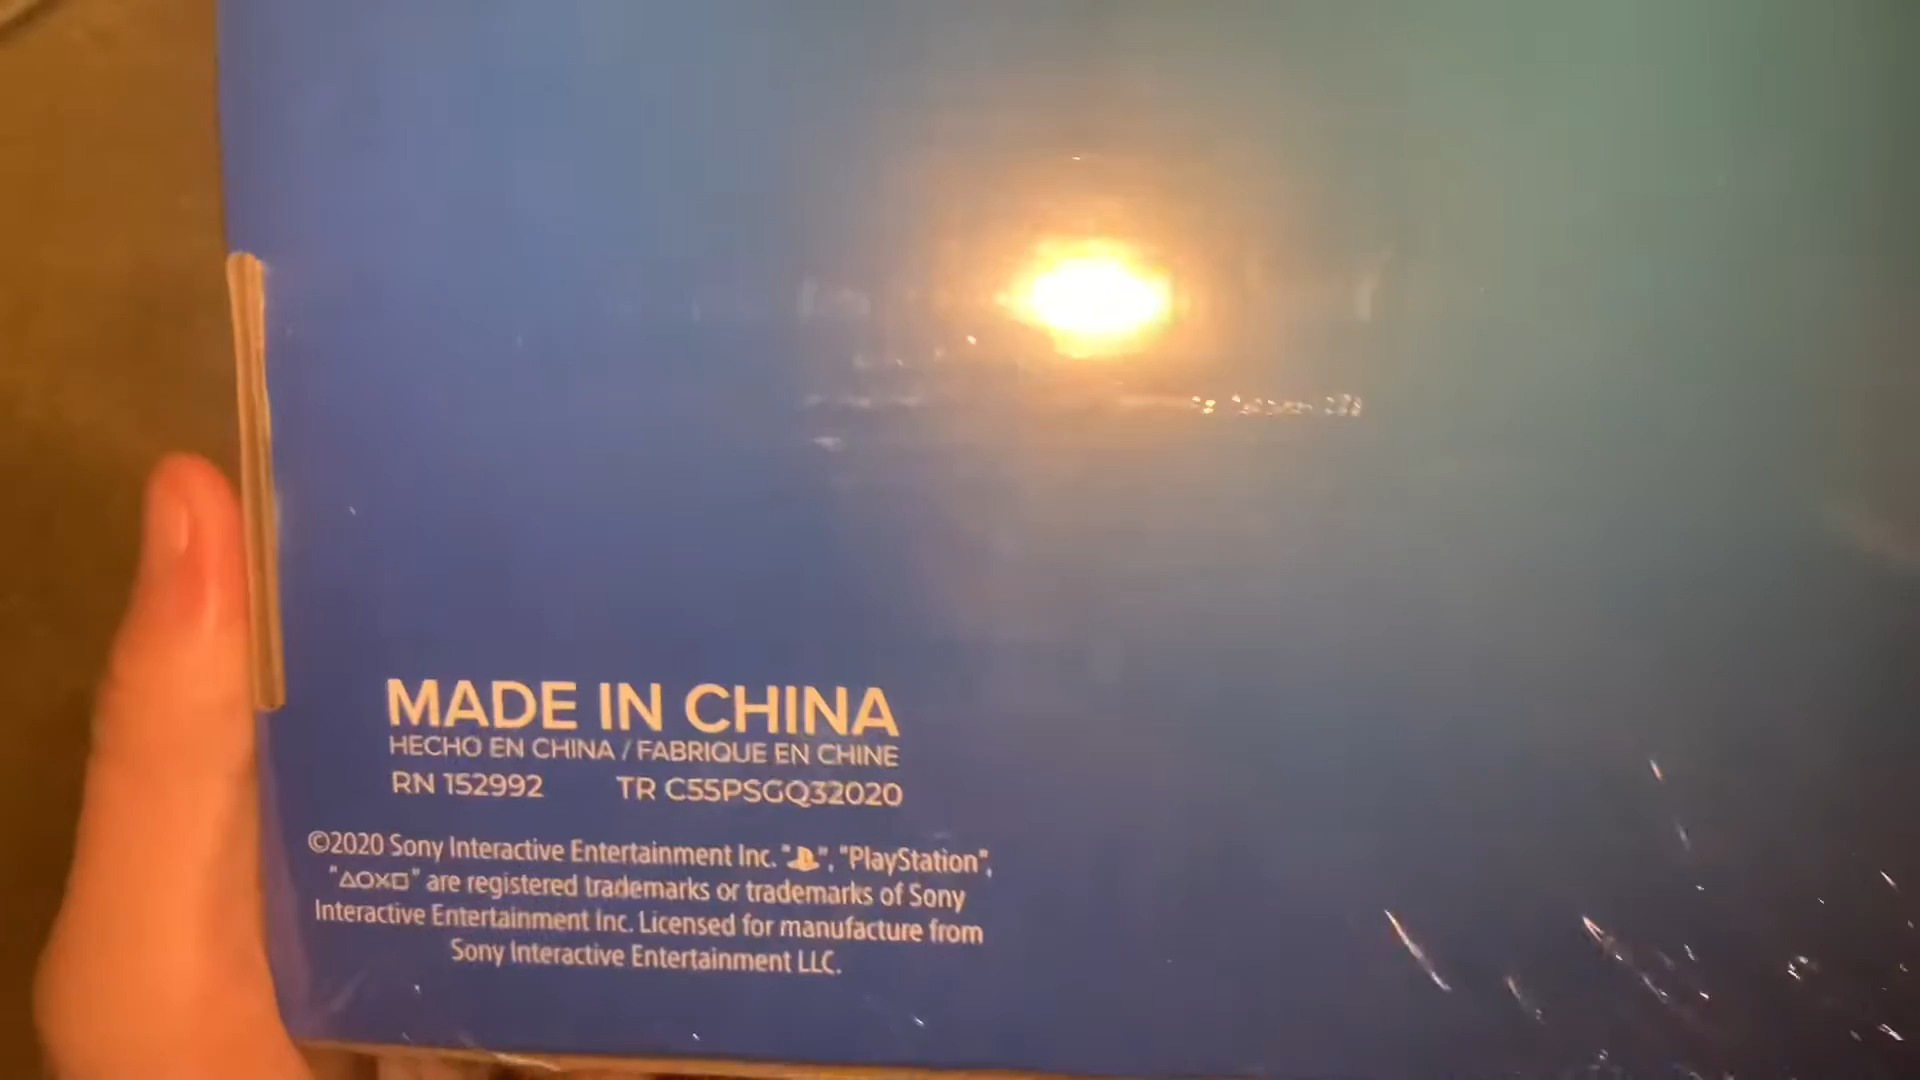 MADE IN CHINA
HECHO EN CHINA / FABRIQUE EN CHINE
RN 152992 TR C55PSGQ32020
©2020 Sony Interactive Entertainment Inc. "", "PlayStation",
"△○×□" are registered trademarks or trademarks of Sony
Interactive Entertainment Inc. Licensed for manufacture from
Sony Interactive Entertainment LLC.